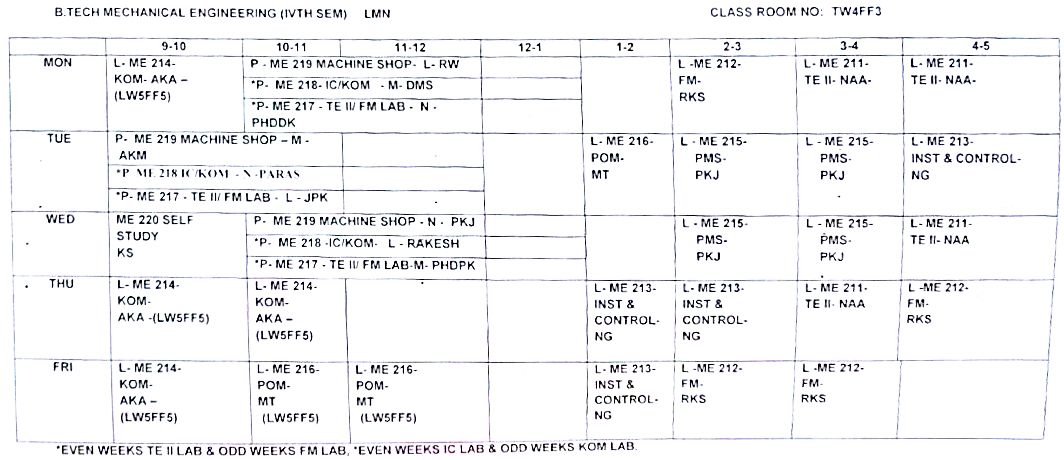 B.TECH MECHANICAL ENGINEERING (IVTH SEM) LMN CLASS ROOM NO: TW4FF3
9-10 10-11 11-12 12-1 1-2 2-3 3-4 4-5
MON
L- ME 214-
KOM- AKA –
(LW5FF5)
P - ME 219 MACHINE SHOP- L- RW
*P- ME 218- IC/KOM - M- DMS
*P- ME 217 - TE II/ FM LAB - N -
PHDDK
L -ME 212-
FM-
RKS
L- ME 211-
TE II- NAA-
L- ME 211-
TE II- NAA-
TUE
P- ME 219 MACHINE SHOP – M -
AKM
*P- ME 218 IC/KOM - N -PARAS
*P- ME 217 - TE II/ FM LAB - L - JPK
L- ME 216-
POM-
MT
L - ME 215-
PMS-
PKJ
L - ME 215-
PMS-
PKJ
L- ME 213-
INST & CONTROL-
NG
WED
ME 220 SELF
STUDY
KS
P- ME 219 MACHINE SHOP - N - PKJ
*P- ME 218 -IC/KOM- L - RAKESH
*P- ME 217 - TE II/ FM LAB-M- PHDPK
L - ME 215-
PMS-
PKJ
L - ME 215-
PMS-
PKJ
L- ME 211-
TE II- NAA
THU
L- ME 214-
KOM-
AKA -(LW5FF5)
L- ME 214-
KOM-
AKA –
(LW5FF5)
L- ME 213-
INST &
CONTROL-
NG
L- ME 213-
INST &
CONTROL-
NG
L- ME 211-
TE II- NAA
L -ME 212-
FM-
RKS
FRI
L- ME 214-
KOM-
AKA –
(LW5FF5)
L- ME 216-
POM-
MT
(LW5FF5)
L- ME 216-
POM-
MT
(LW5FF5)
L- ME 213-
INST &
CONTROL-
NG
L -ME 212-
FM-
RKS
L -ME 212-
FM-
RKS
*EVEN WEEKS TE II LAB & ODD WEEKS FM LAB, *EVEN WEEKS IC LAB & ODD WEEKS KOM LAB.